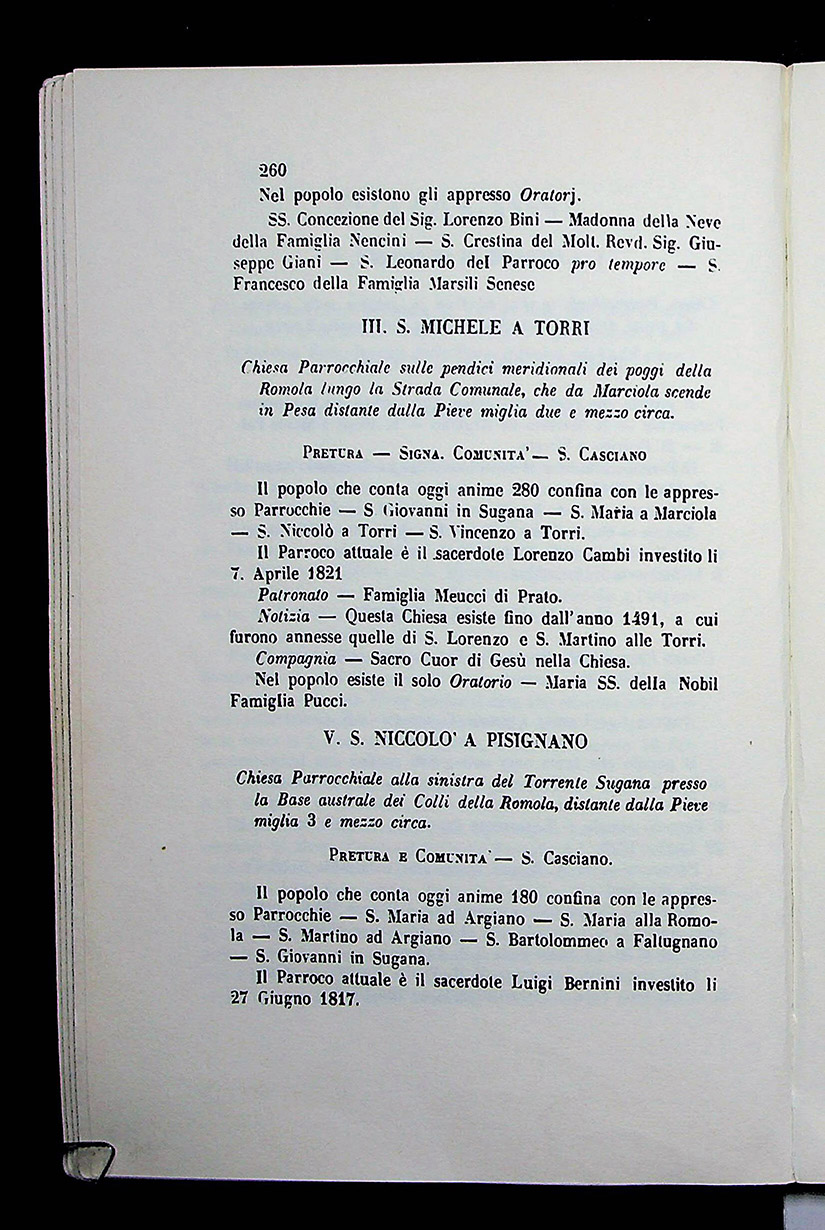 260
Nel popolo esistono gli appresso Oratorj.
SS. Concezione del Sig. Lorenzo Bini — Madonna della Neve
della Famiglia Nencini — S. Crestina del Molt. Revd. Sig. Giu-
seppe Giani — S. Leonardo del Parroco pro tempore — S.
Francesco della Famiglia Marsili Senese
III. S. MICHELE A TORRI
Chiesa Parrocchiale sulle pendici meridionali dei poggi della
Romola lungo la Strada Comunale, che da Marciola scende
in Pesa distante dalla Pieve miglia due e mezzo circa.
PRETURA — SIGNA. COMUNITA' — S. CASCIANO
Il popolo che conta oggi anime 280 confina con le appres-
so Parrocchie — S Giovanni in Sugana — S. Maria a Marciola
— S. Niccolò a Torri — S. Vincenzo a Torri.
Il Parroco attuale è il sacerdote Lorenzo Cambi investito li
7. Aprile 1821
Patronato — Famiglia Meucci di Prato.
Notizia — Questa Chiesa esiste fino dall'anno 1491, a cui
furono annesse quelle di S. Lorenzo e S. Martino alle Torri.
Compagnia — Sacro Cuor di Gesù nella Chiesa.
Nel popolo esiste il solo Oratorio — Maria SS. della Nobil
Famiglia Pucci.
V. S. NICCOLO' A PISIGNANO
Chiesa Parrocchiale alla sinistra del Torrente Sugana presso
la Base australe dei Colli della Romola, distante dalla Pieve
miglia 3 e mezzo circa.
PRETURA E COMUNITA' — S. Casciano.
Il popolo che conta oggi anime 180 confina con le appres-
so Parrocchie — S. Maria ad Argiano — S. Maria alla Romo-
la — S. Martino ad Argiano — S. Bartolommeo a Faltugnano
— S. Giovanni in Sugana.
Il Parroco attuale è il sacerdote Luigi Bernini investito li
27 Giugno 1817.